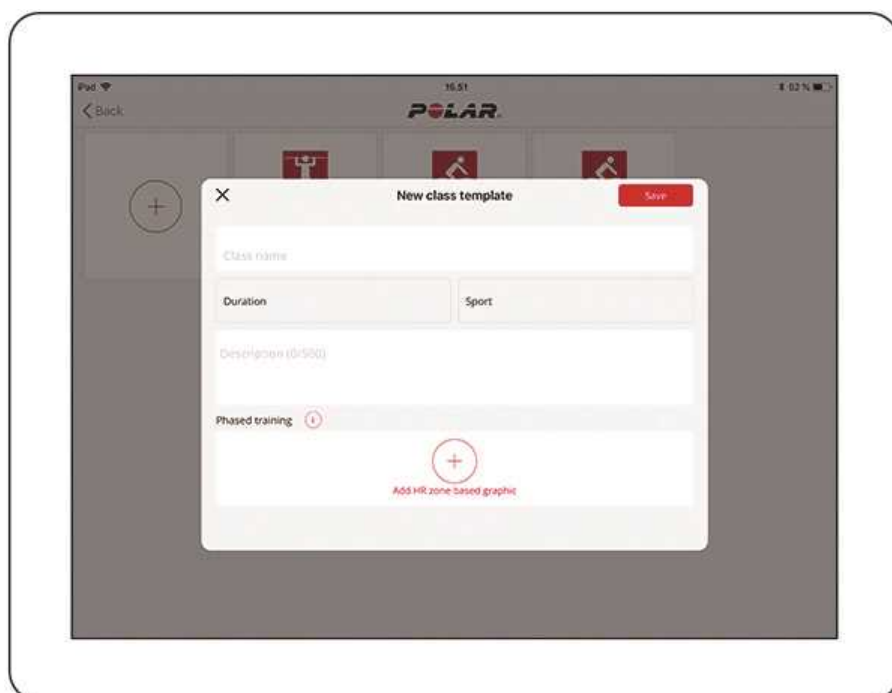 iPad
16.51
92 %
Back
POLAR
New class template
Save
Class name
Duration
Sport
Description (0/500)
Phased training
Add HR zone based graphic